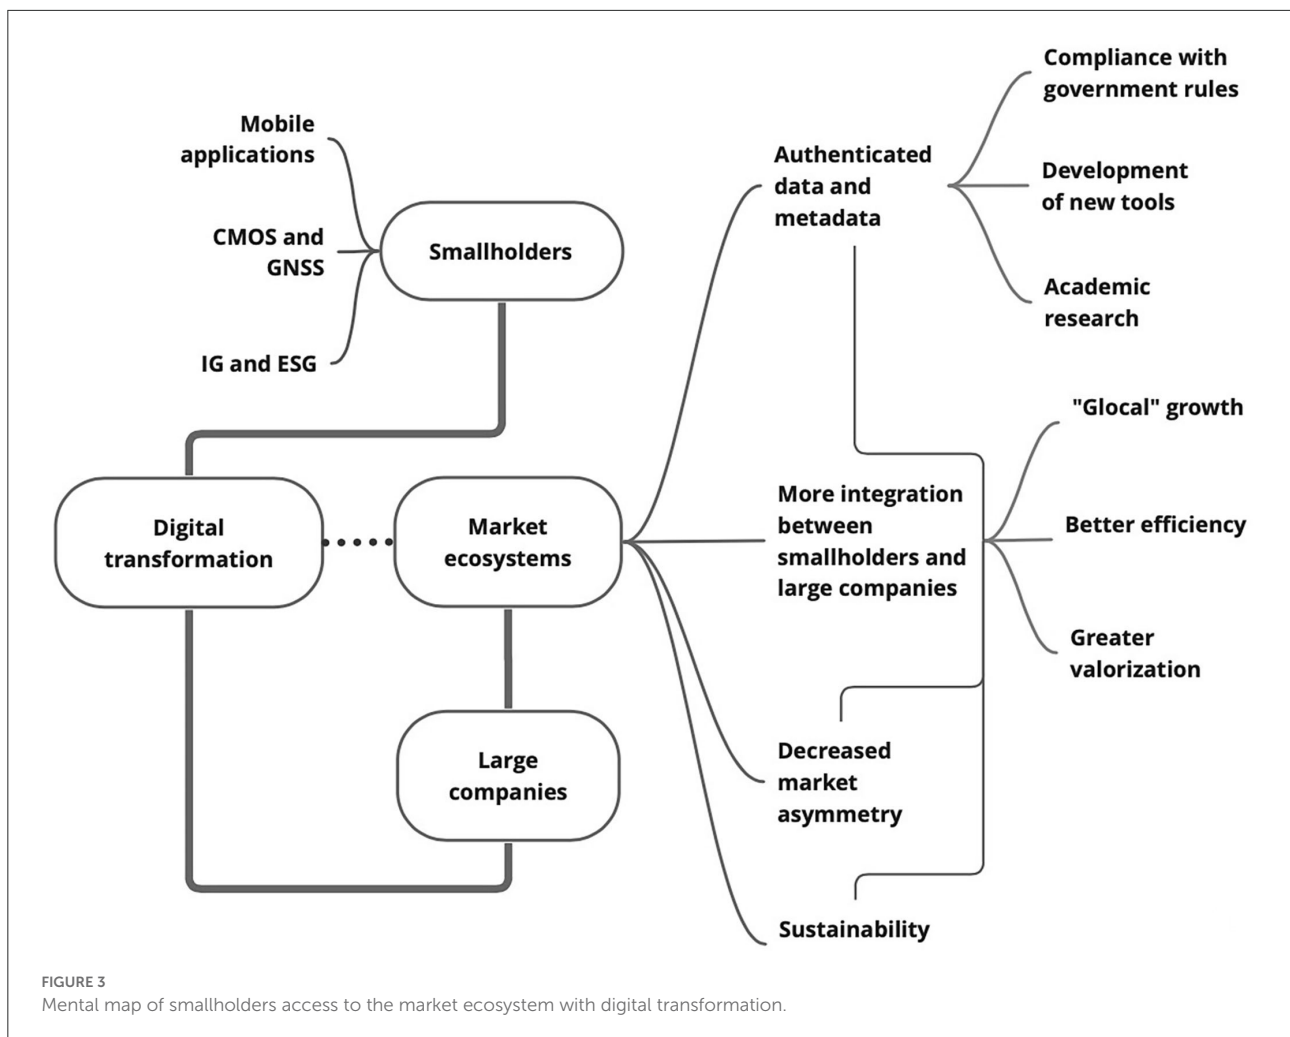 Mobile
applications
CMOS and
GNSS
IG and ESG
Smallholders
Digital
transformation
Market
ecosystems
Large
companies
Authenticated
data and
metadata
Compliance with
government rules
Development
of new tools
Academic
research
More integration
between
smallholders and
large companies
"Glocal" growth
Better efficiency
Greater
valorization
Decreased
market
asymmetry
Sustainability
FIGURE 3
Mental map of smallholders access to the market ecosystem with digital transformation.